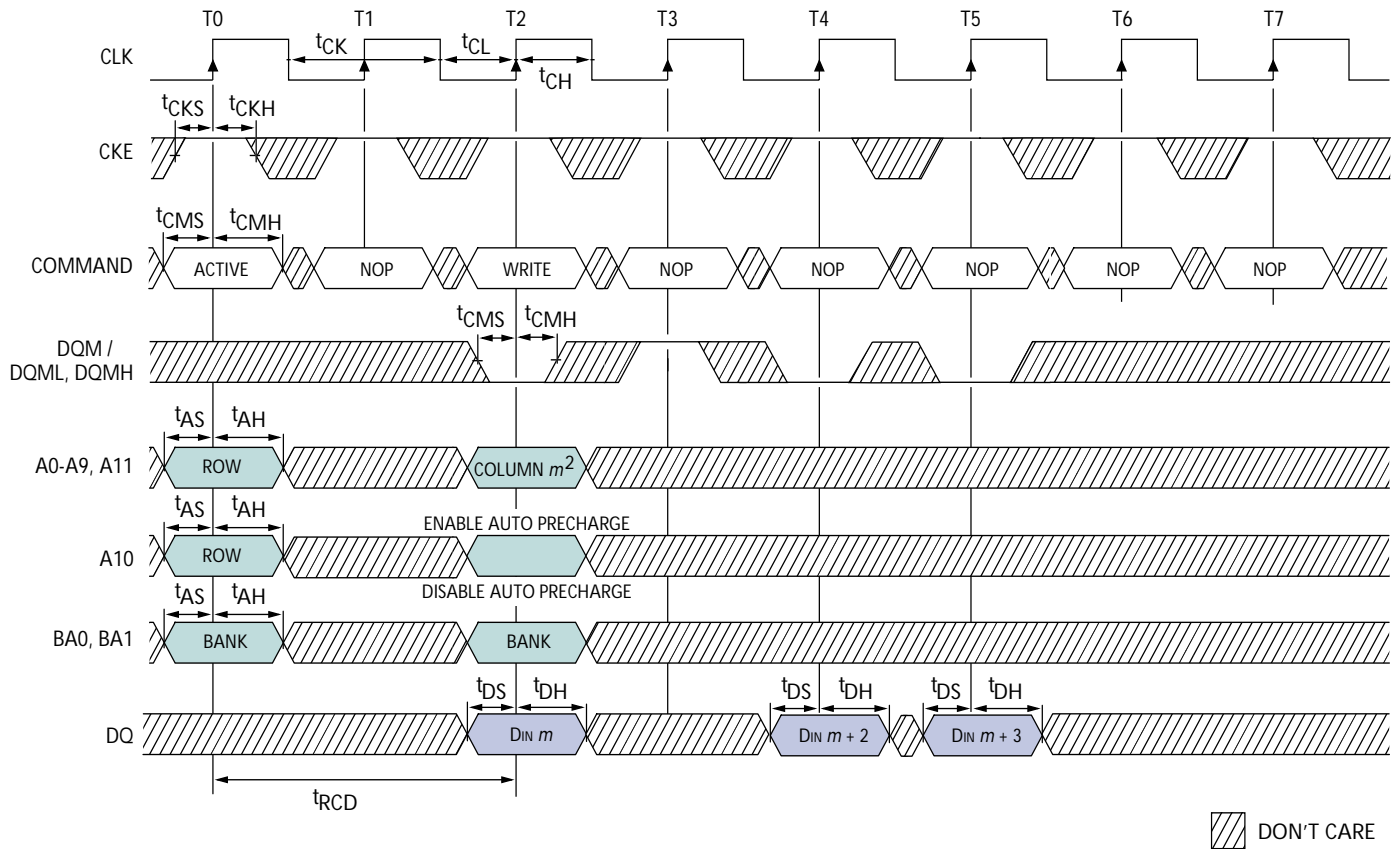 T0 T1 T2 T3 T4 T5 T6 T7
CLK
tCK tCL
tCH
tCKS tCKH
CKE
tCMS tCMH
COMMAND ACTIVE NOP WRITE NOP NOP NOP NOP NOP
tCMS tCMH
DQM /
DQML, DQMH
tAS tAH
A0-A9, A11 ROW COLUMN m2
tAS tAH
ENABLE AUTO PRECHARGE
A10 ROW
DISABLE AUTO PRECHARGE
tAS tAH
BA0, BA1 BANK BANK
tDS tDH tDS tDH tDS tDH
DQ DIN m DIN m + 2 DIN m + 3
tRCD
DON'T CARE